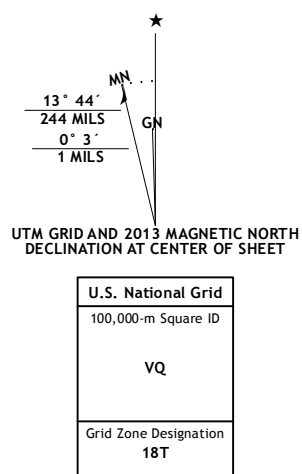 ★
MN
GN
13° 44´
244 MILS
0° 3´
1 MILS
UTM GRID AND 2013 MAGNETIC NORTH
DECLINATION AT CENTER OF SHEET
U.S. National Grid
100,000-m Square ID
VQ
Grid Zone Designation
18T